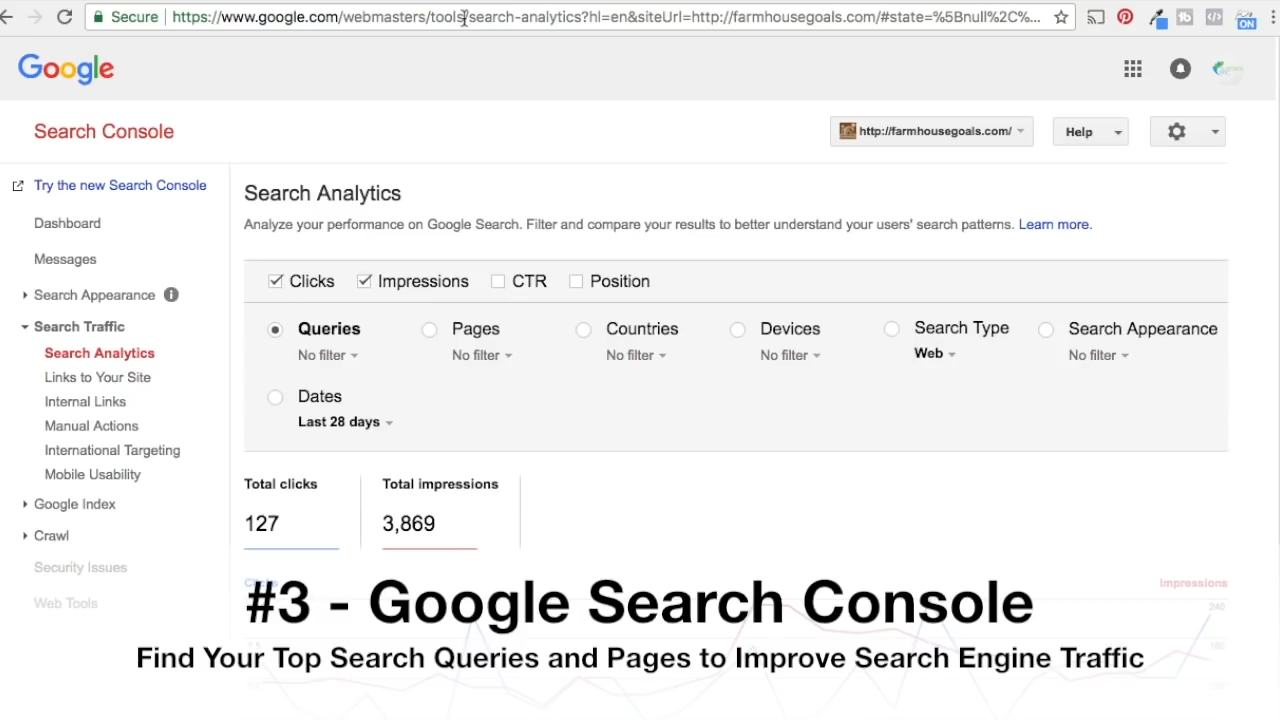 Secure https://www.google.com/webmasters/tools/search-analytics?hl=en&siteUrl=http://farmhousegoals.com/#state=%5Bnull%2C%...
ON
Google
Search Console
http://farmhousegoals.com/
Help
Try the new Search Console
Dashboard
Messages
Search Appearance
Search Traffic
Search Analytics
Links to Your Site
Internal Links
Manual Actions
International Targeting
Mobile Usability
Google Index
Crawl
Security Issues
Web Tools
Search Analytics
Analyze your performance on Google Search. Filter and compare your results to better understand your users' search patterns. Learn more.
Clicks Impressions CTR Position
Queries Pages Countries Devices Search Type Search Appearance
No filter No filter No filter No filter Web No filter
Dates
Last 28 days
Total clicks Total impressions
127 3,869
Clicks Impressions
240
#3 - Google Search Console
Find Your Top Search Queries and Pages to Improve Search Engine Traffic